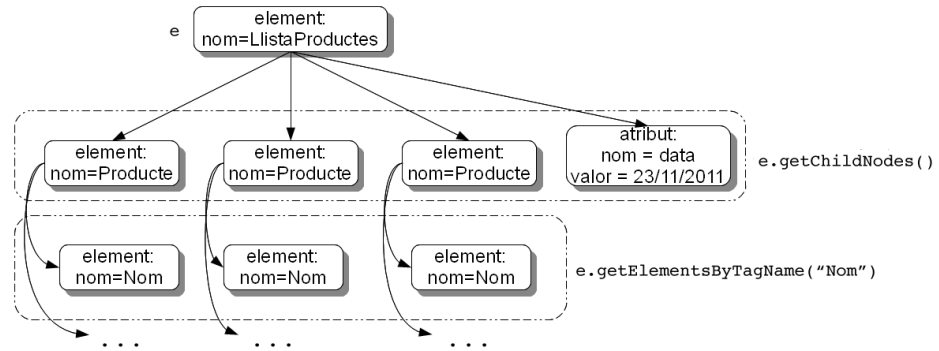 e
element:
nom=LlistaProductes
element:
nom=Producte
element:
nom=Producte
element:
nom=Producte
atribut:
nom = data
valor = 23/11/2011
e.getChildNodes()
element:
nom=Nom
element:
nom=Nom
element:
nom=Nom
e.getElementsByTagName(“Nom”)
...
...
...